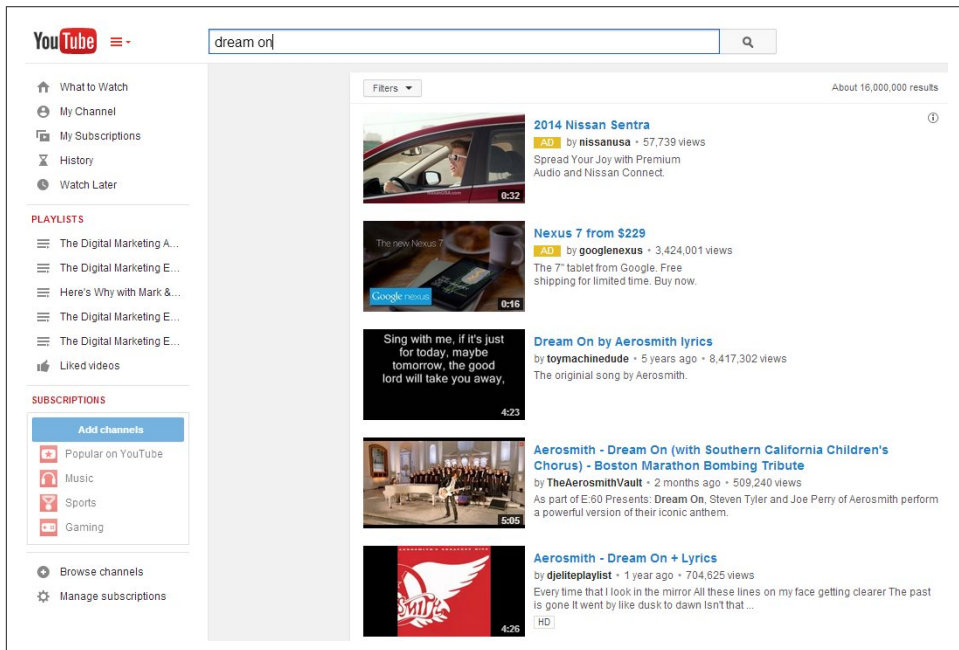 YouTube
dream on
What to Watch
My Channel
My Subscriptions
History
Watch Later
PLAYLISTS
The Digital Marketing A...
The Digital Marketing E...
Here's Why with Mark &...
The Digital Marketing E...
The Digital Marketing E...
Liked videos
SUBSCRIPTIONS
Add channels
Popular on YouTube
Music
Sports
Gaming
Browse channels
Manage subscriptions
Filters
About 16,000,000 results
0:32
2014 Nissan Sentra
AD by nissanusa • 57,739 views
Spread Your Joy with Premium
Audio and Nissan Connect.
The new Nexus 7
Google nexus
0:16
Nexus 7 from $229
AD by googlenexus • 3,424,001 views
The 7" tablet from Google. Free
shipping for limited time. Buy now.
Sing with me, if it's just
for today, maybe
tomorrow, the good
lord will take you away,
4:23
Dream On by Aerosmith lyrics
by toymachinedude • 5 years ago • 8,417,302 views
The originial song by Aerosmith.
5:05
Aerosmith - Dream On (with Southern California Children's
Chorus) - Boston Marathon Bombing Tribute
by TheAerosmithVault • 2 months ago • 509,240 views
As part of E:60 Presents: Dream On, Steven Tyler and Joe Perry of Aerosmith perform
a powerful version of their iconic anthem.
AEROSMITH'S GREATEST HITS
SMITH
4:26
Aerosmith - Dream On + Lyrics
by djeliteplaylist • 1 year ago • 704,625 views
Every time that I look in the mirror All these lines on my face getting clearer The past
is gone It went by like dusk to dawn Isn't that ...
HD